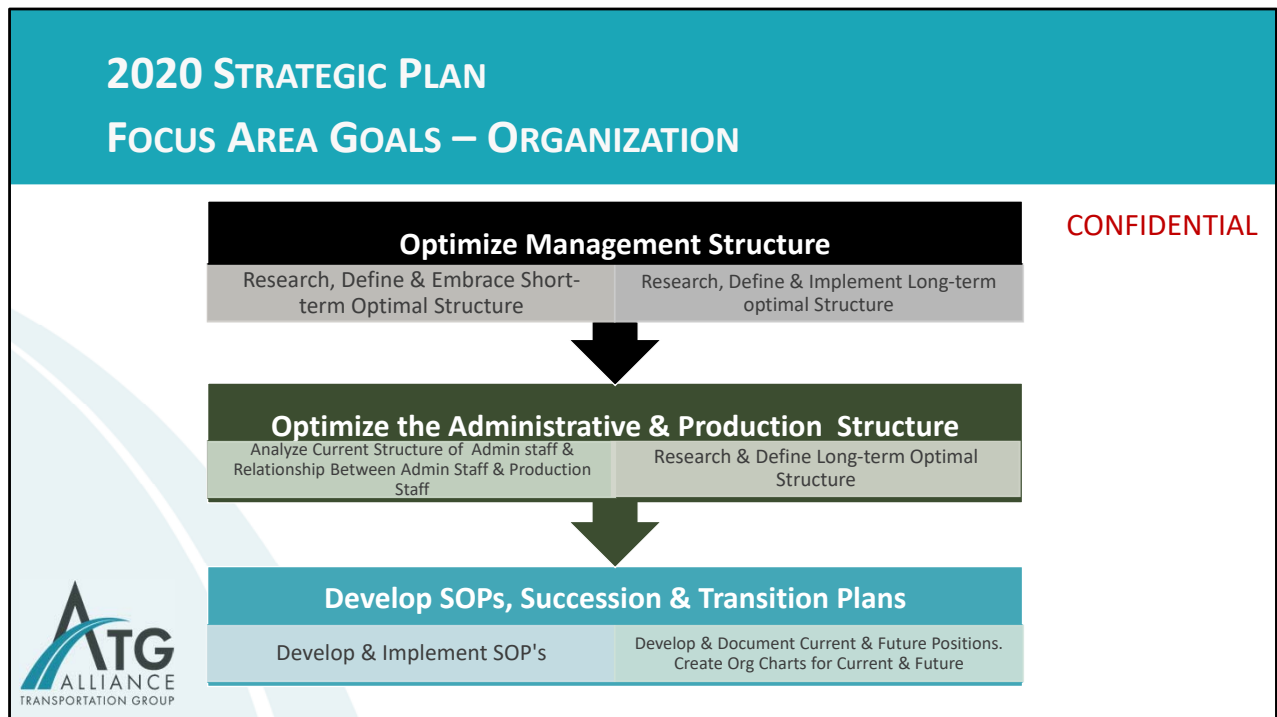 2020 STRATEGIC PLAN
FOCUS AREA GOALS – ORGANIZATION
CONFIDENTIAL
Optimize Management Structure
Research, Define & Embrace Short-
term Optimal Structure
Research, Define & Implement Long-term
optimal Structure
Optimize the Administrative & Production  Structure
Analyze Current Structure of  Admin staff &
Relationship Between Admin Staff & Production
Staff
Research & Define Long-term Optimal
Structure
Develop SOPs, Succession & Transition Plans
Develop & Implement SOP's
Develop & Document Current & Future Positions.
Create Org Charts for Current & Future
ATG
ALLIANCE
TRANSPORTATION GROUP